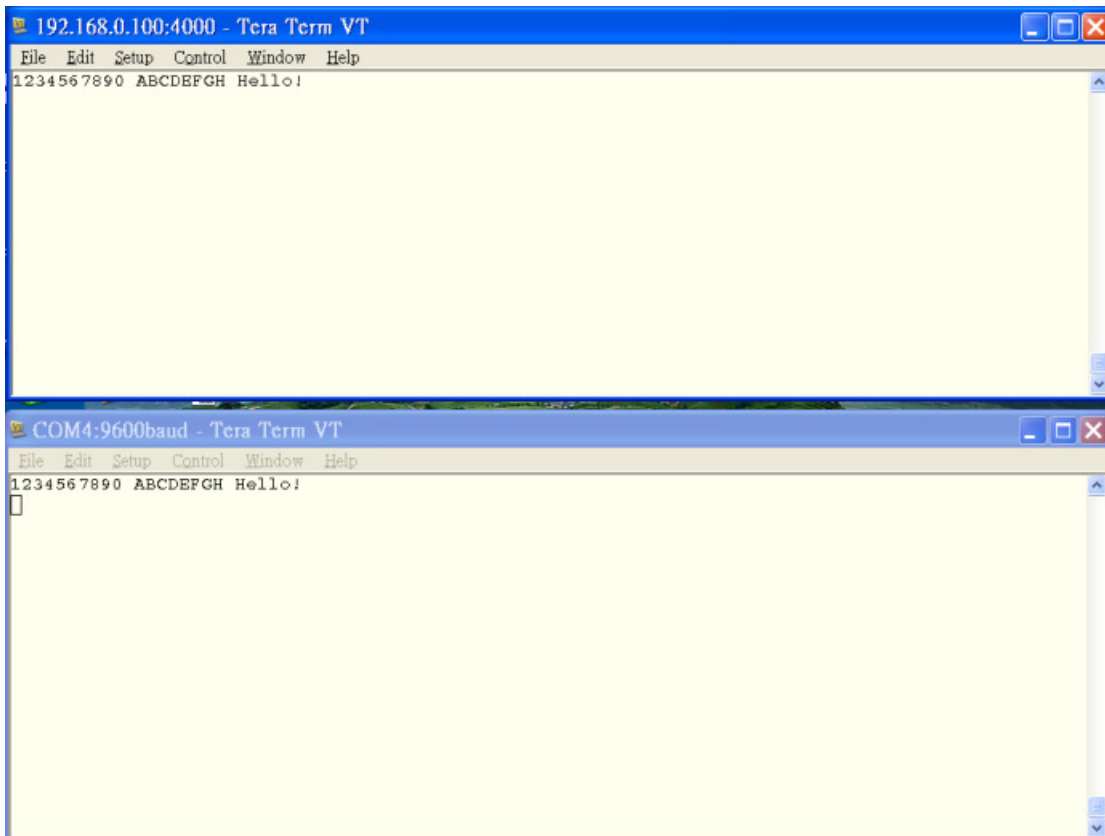 192.168.0.100:4000 - Tera Term VT
File Edit Setup Control Window Help
1234567890 ABCDEFGH Hello!
COM4:9600baud - Tera Term VT
File Edit Setup Control Window Help
1234567890 ABCDEFGH Hello!